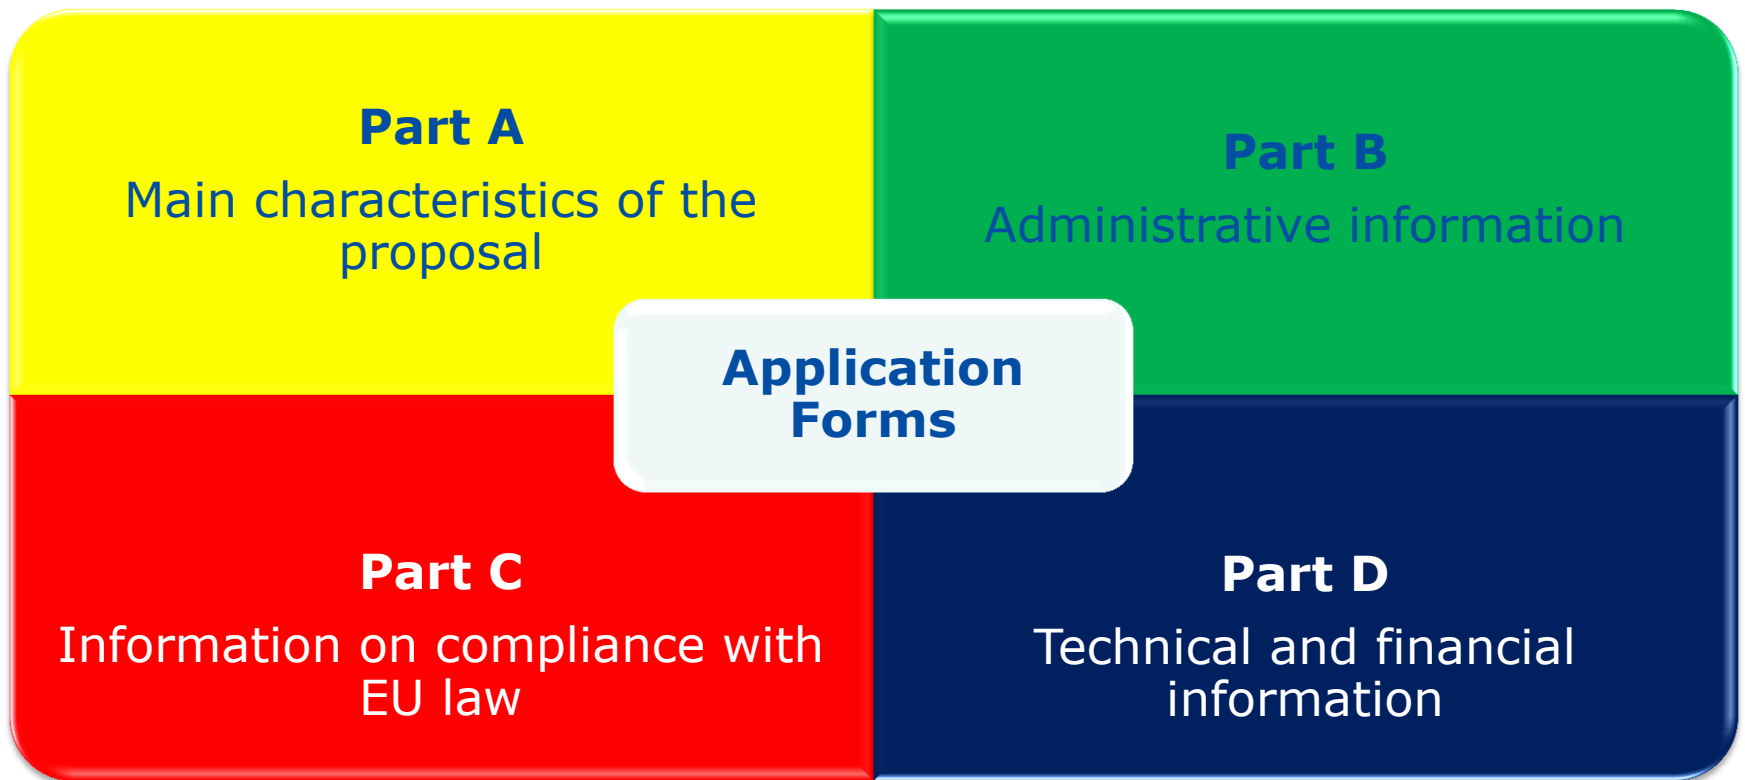 Part A
Main characteristics of the
proposal
Part B
Administrative information
Application
Forms
Part C
Information on compliance with
EU law
Part D
Technical and financial
information